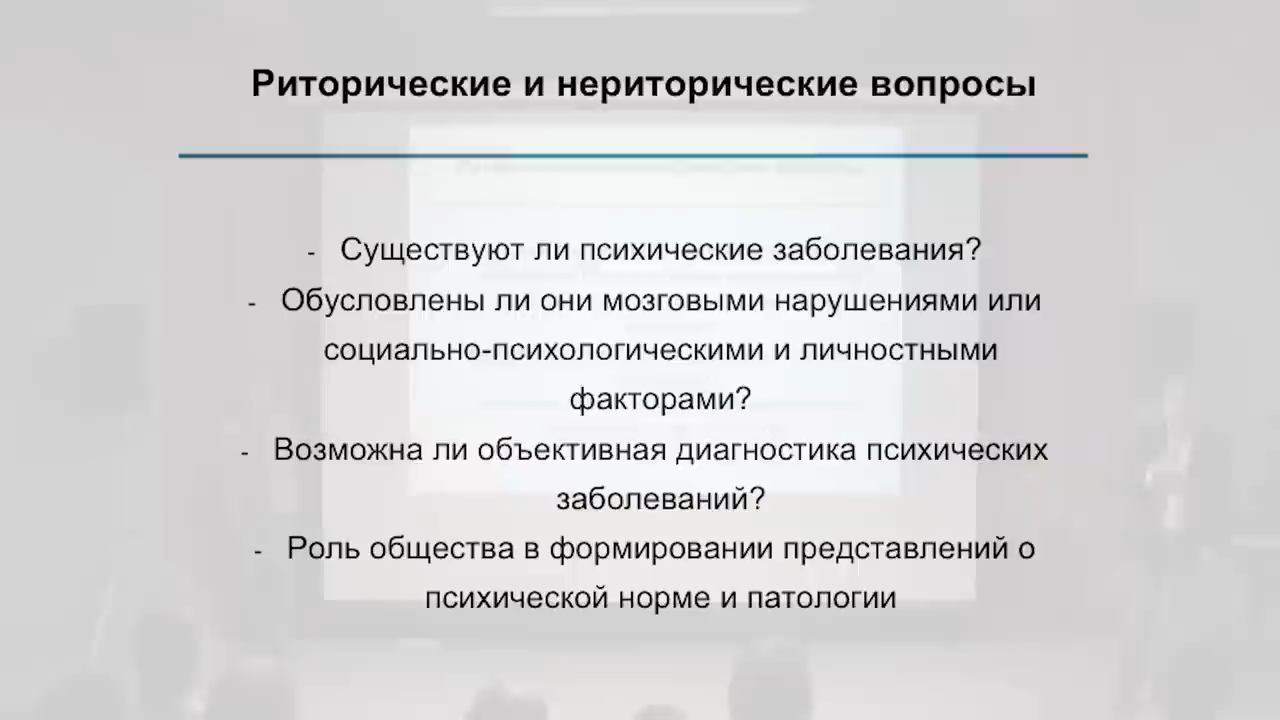 Риторические и нериторические вопросы
- Существуют ли психические заболевания?
- Обусловлены ли они мозговыми нарушениями или
социально-психологическими и личностными
факторами?
- Возможна ли объективная диагностика психических
заболеваний?
- Роль общества в формировании представлений о
психической норме и патологии